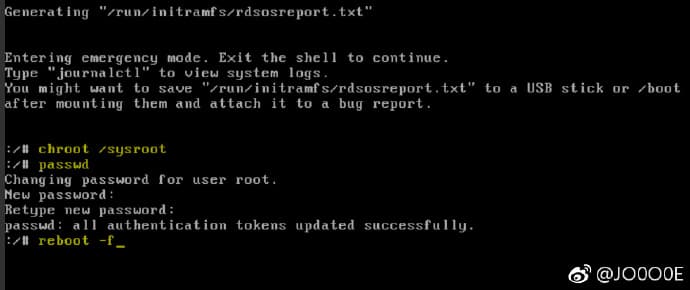 Generating "/run/initramfs/rdsosreport.txt"
Entering emergency mode. Exit the shell to continue.
Type "journalctl" to view system logs.
You might want to save "/run/initramfs/rdsosreport.txt" to a USB stick or /boot
after mounting them and attach it to a bug report.
:/# chroot /sysroot
:/# passwd
Changing password for user root.
New password:
Retype new password:
passwd: all authentication tokens updated successfully.
:/# reboot -f_
@JO0O0E